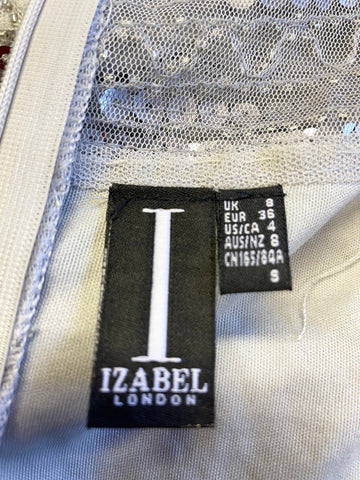 I
IZABEL
LONDON
UK 8
EUR 36
US/CA 4
AUS/NZ 8
CN165/84A
S